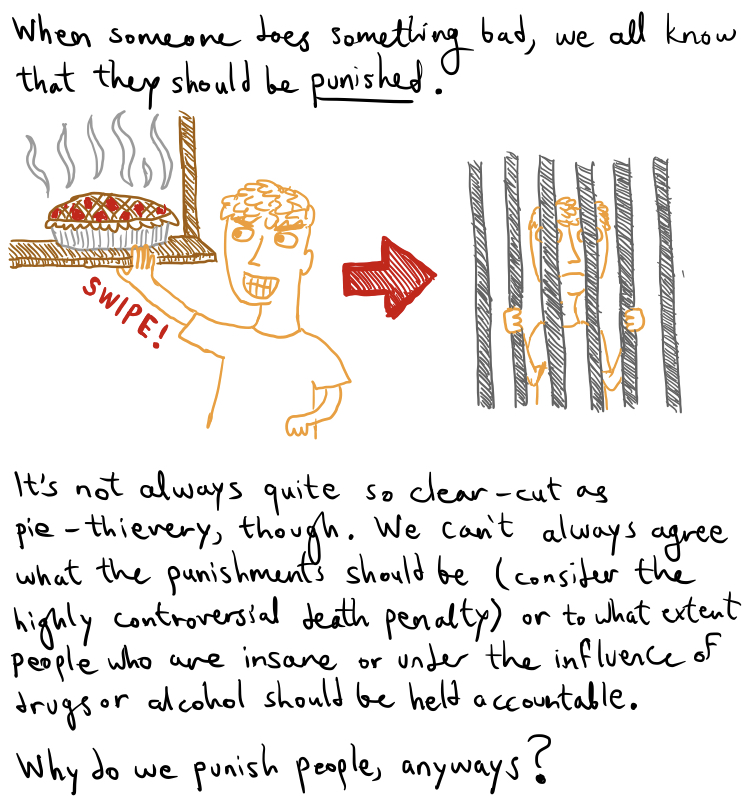 When someone does something bad, we all know
that they should be punished.
SWIPE!
It's not always quite so clear-cut as
pie-thievery, though. We can't always agree
what the punishments should be (consider the
highly controversial death penalty) or to what extent
people who are insane or under the influence of
drugs or alcohol should be held accountable.
Why do we punish people, anyways?